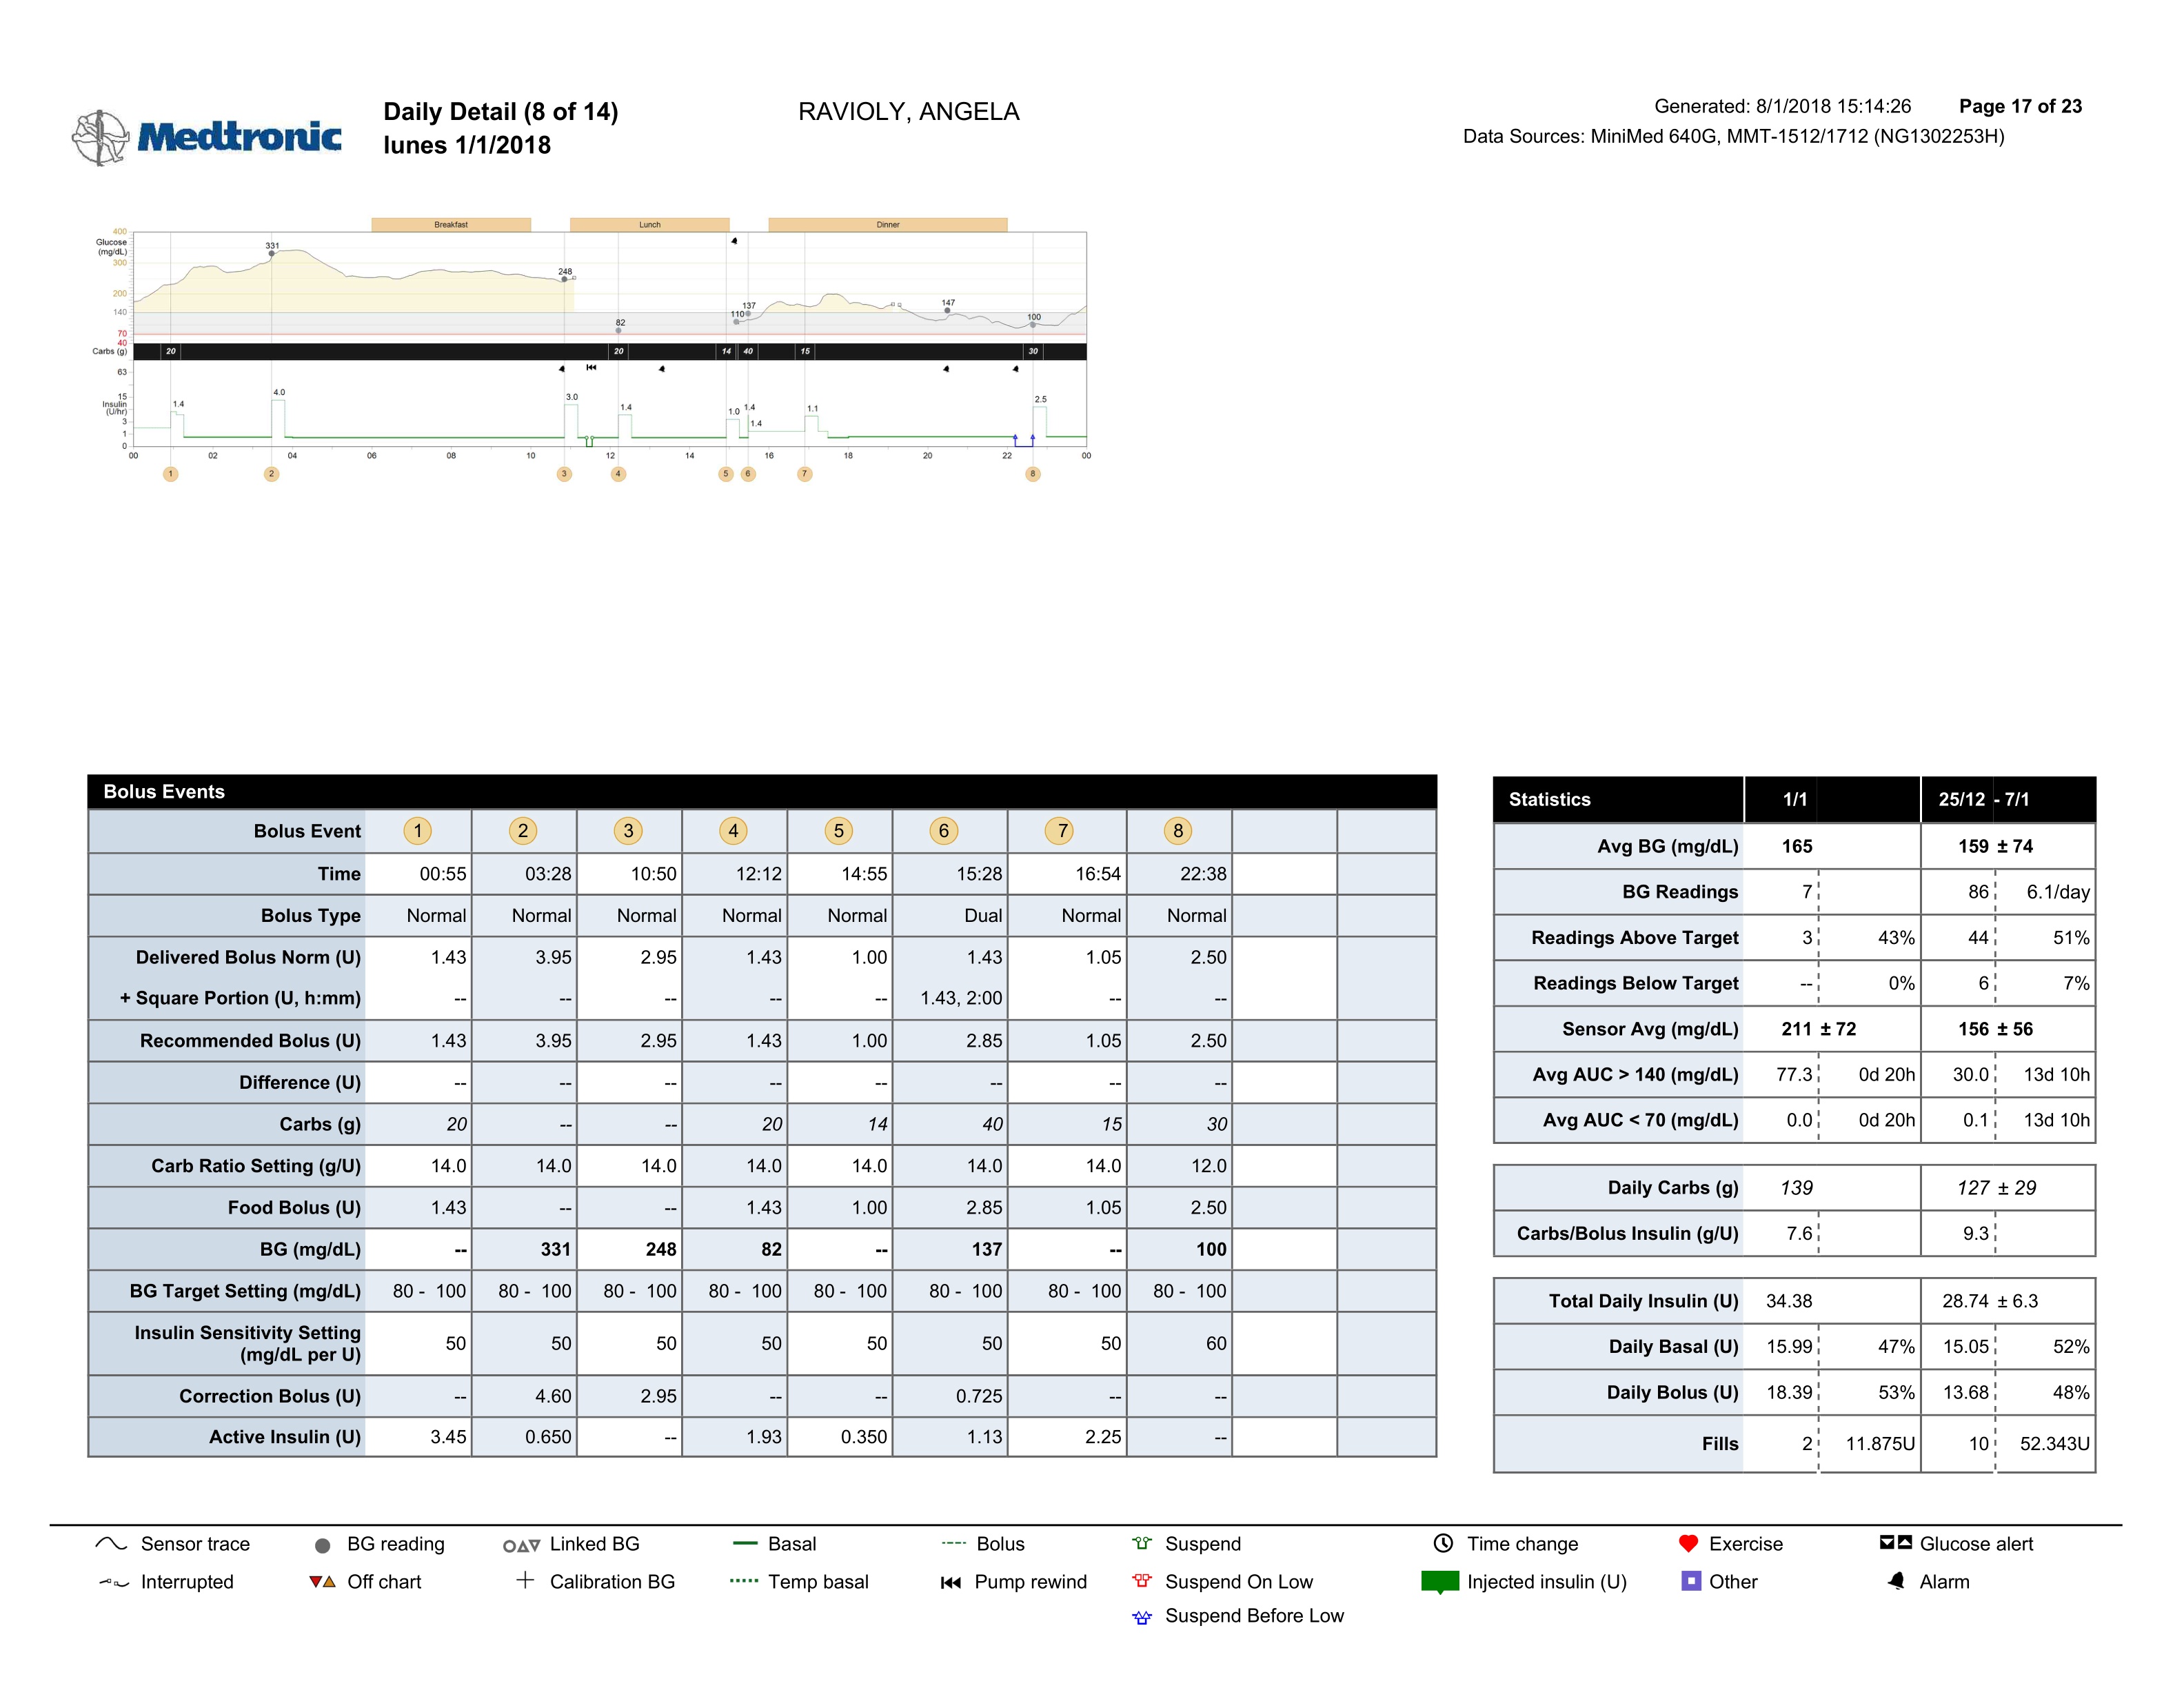 Medtronic
Daily Detail (8 of 14)
lunes 1/1/2018
RAVIOLY, ANGELA
Generated: 8/1/2018 15:14:26 Page 17 of 23
Data Sources: MiniMed 640G, MMT-1512/1712 (NG1302253H)
Breakfast Lunch Dinner
400
Glucose
(mg/dL)
331
300
248
200
147
137
140 110 100
82
70
40
Carbs (g) 20 20 14 40 15 30
63
15
Insulin
(U/hr)
1.4 4.0 3.0 1.4 1.0 1.4 1.4 1.1 2.5
3
1
0
00 02 04 06 08 10 12 14 16 18 20 22 00
1 2 3 4 5 6 7 8
Bolus Events
Bolus Event 1 2 3 4 5 6 7 8
Time 00:55 03:28 10:50 12:12 14:55 15:28 16:54 22:38
Bolus Type Normal Normal Normal Normal Normal Dual Normal Normal
Delivered Bolus Norm (U) 1.43 3.95 2.95 1.43 1.00 1.43 1.05 2.50
+ Square Portion (U, h:mm) -- -- -- -- -- 1.43, 2:00 -- --
Recommended Bolus (U) 1.43 3.95 2.95 1.43 1.00 2.85 1.05 2.50
Difference (U) -- -- -- -- -- -- -- --
Carbs (g) 20 -- -- 20 14 40 15 30
Carb Ratio Setting (g/U) 14.0 14.0 14.0 14.0 14.0 14.0 14.0 12.0
Food Bolus (U) 1.43 -- -- 1.43 1.00 2.85 1.05 2.50
BG (mg/dL) -- 331 248 82 -- 137 -- 100
BG Target Setting (mg/dL) 80 - 100 80 - 100 80 - 100 80 - 100 80 - 100 80 - 100 80 - 100 80 - 100
Insulin Sensitivity Setting
(mg/dL per U) 50 50 50 50 50 50 50 60
Correction Bolus (U) -- 4.60 2.95 -- -- 0.725 -- --
Active Insulin (U) 3.45 0.650 -- 1.93 0.350 1.13 2.25 --
Statistics 1/1 25/12 - 7/1
Avg BG (mg/dL) 165 159 ± 74
BG Readings 7 86 6.1/day
Readings Above Target 3 43% 44 51%
Readings Below Target -- 0% 6 7%
Sensor Avg (mg/dL) 211 ± 72 156 ± 56
Avg AUC > 140 (mg/dL) 77.3 0d 20h 30.0 13d 10h
Avg AUC < 70 (mg/dL) 0.0 0d 20h 0.1 13d 10h
Daily Carbs (g) 139 127 ± 29
Carbs/Bolus Insulin (g/U) 7.6 9.3
Total Daily Insulin (U) 34.38 28.74 ± 6.3
Daily Basal (U) 15.99 47% 15.05 52%
Daily Bolus (U) 18.39 53% 13.68 48%
Fills 2 11.875U 10 52.343U
Sensor trace BG reading Linked BG Basal Bolus Suspend Time change Exercise Glucose alert
Interrupted Off chart Calibration BG Temp basal Pump rewind Suspend On Low Injected insulin (U) Other Alarm
Suspend Before Low